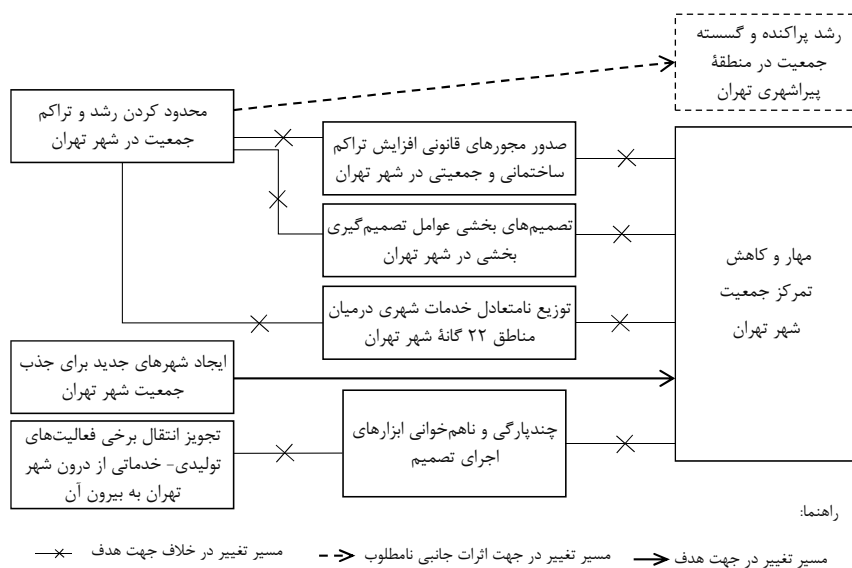 رشد پراکنده و گسسته
جمعیت در منطقۀ
پیراشهری تهران
محدود کردن رشد و تراکم
جمعیت در شهر تهران
صدور مجورهای قانونی افزایش تراکم
ساختمانی و جمعیتی در شهر تهران
تصمیم‌های بخشی عوامل تصمیم‌گیری
بخشی در شهر تهران
مهار و کاهش
تمرکز جمعیت
شهر تهران
توزیع نامتعادل خدمات شهری درمیان
مناطق ۲۲ گانۀ شهر تهران
ایجاد شهرهای جدید برای جذب
جمعیت شهر تهران
چندپارگی و ناهم‌خوانی ابزارهای
اجرای تصمیم
تجویز انتقال برخی فعالیت‌های
تولیدی- خدماتی از درون شهر
تهران به بیرون آن
راهنما:
مسیر تغییر در جهت هدف
مسیر تغییر در جهت اثرات جانبی نامطلوب
مسیر تغییر در خلاف جهت هدف